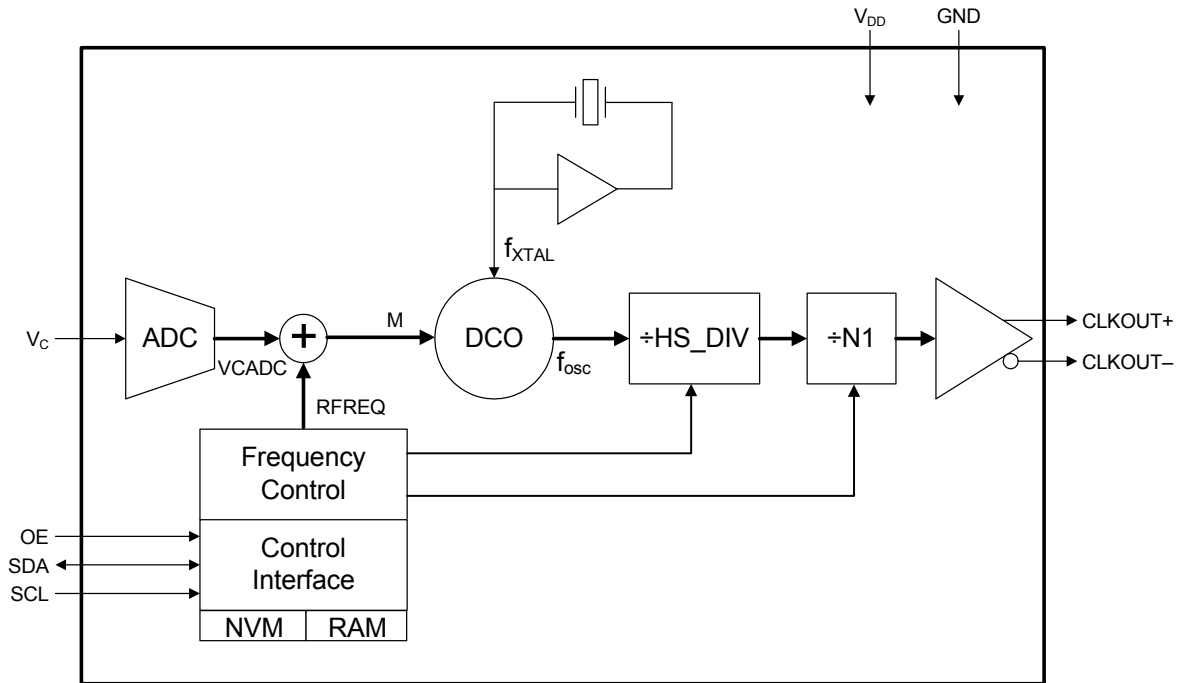 VDD
GND
fXTAL
VC
ADC
VCADC
+
M
DCO
fosc
÷HS_DIV
÷N1
CLKOUT+
CLKOUT–
RFREQ
Frequency
Control
OE
SDA
SCL
Control
Interface
NVM
RAM